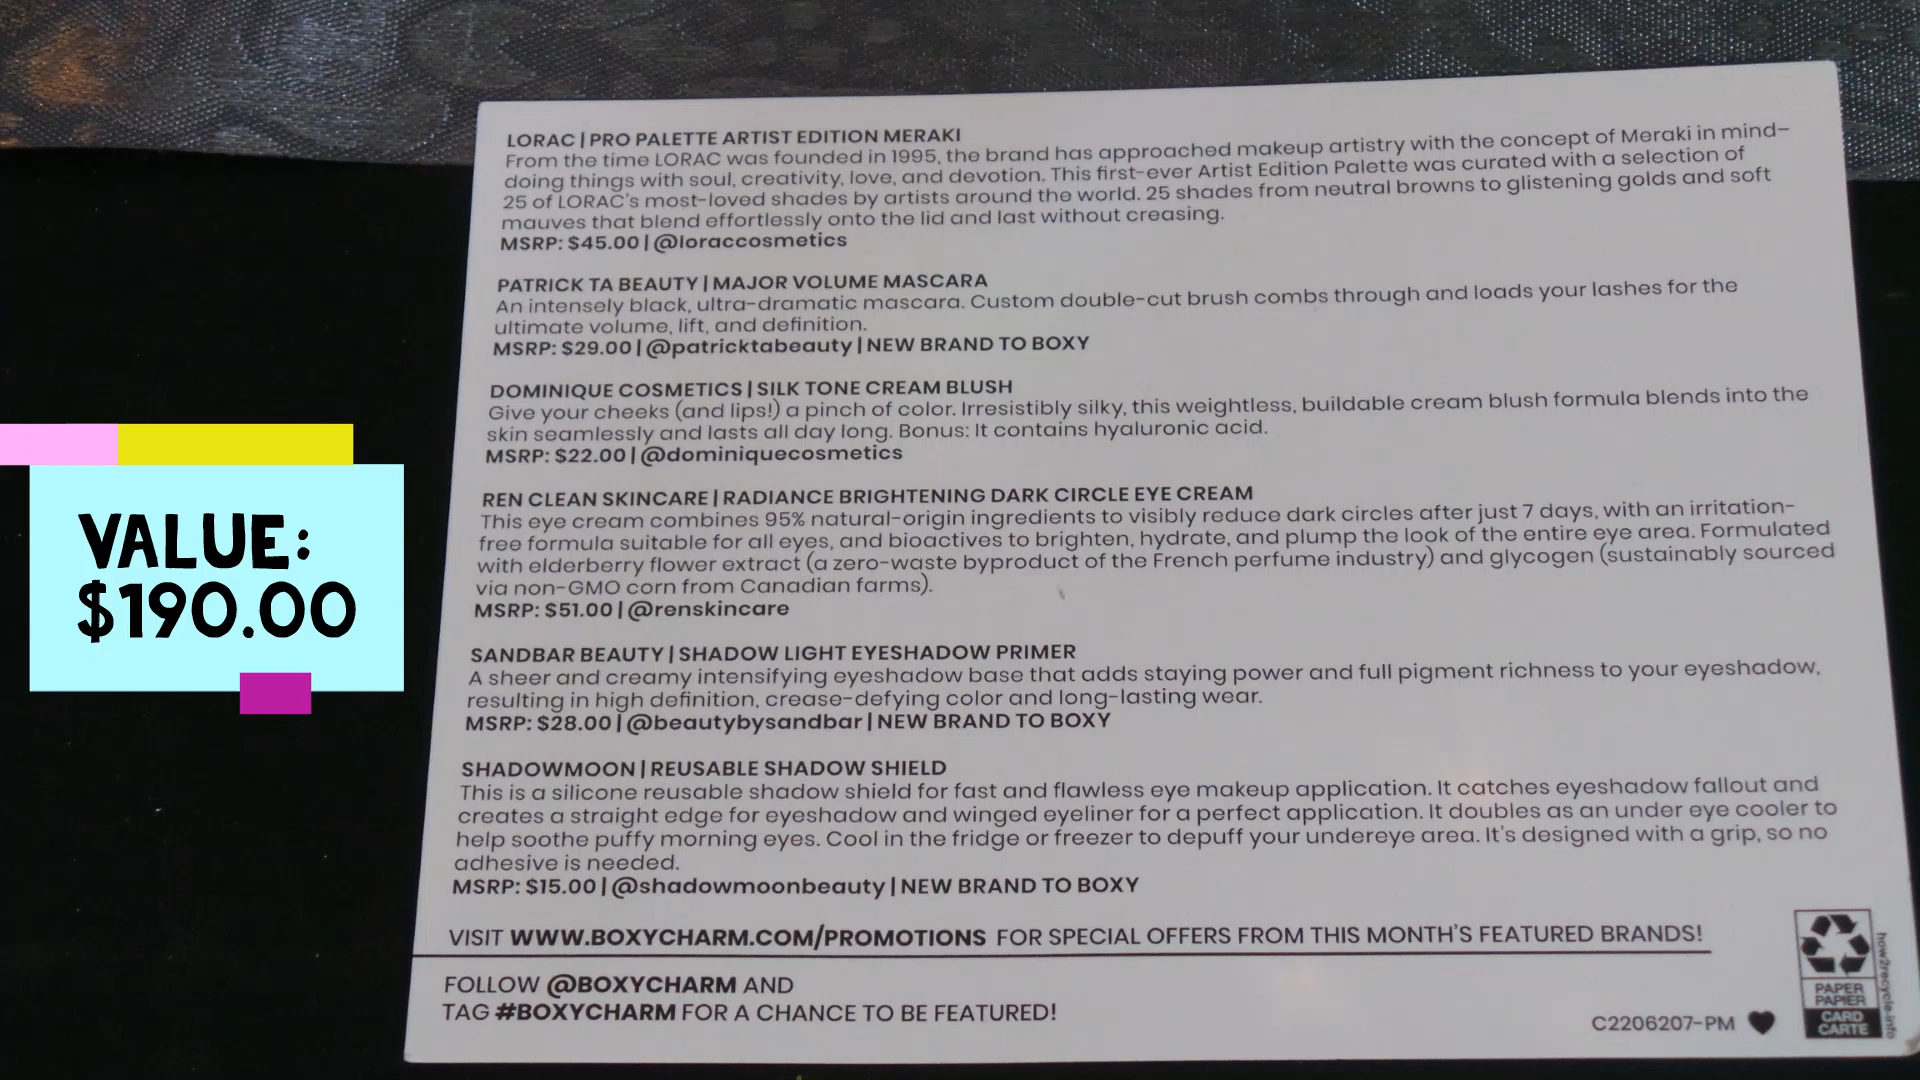 LORAC | PRO PALETTE ARTIST EDITION MERAKI
From the time LORAC was founded in 1995, the brand has approached makeup artistry with the concept of Meraki in mind–
doing things with soul, creativity, love, and devotion. This first-ever Artist Edition Palette was curated with a selection of
25 of LORAC's most-loved shades by artists around the world. 25 shades from neutral browns to glistening golds and soft
mauves that blend effortlessly onto the lid and last without creasing.
MSRP: $45.00 | @loraccosmetics
PATRICK TA BEAUTY | MAJOR VOLUME MASCARA
An intensely black, ultra-dramatic mascara. Custom double-cut brush combs through and loads your lashes for the
ultimate volume, lift, and definition.
MSRP: $29.00 | @patricktabeauty | NEW BRAND TO BOXY
DOMINIQUE COSMETICS | SILK TONE CREAM BLUSH
Give your cheeks (and lips!) a pinch of color. Irresistibly silky, this weightless, buildable cream blush formula blends into the
skin seamlessly and lasts all day long. Bonus: It contains hyaluronic acid.
MSRP: $22.00 | @dominiquecosmetics
REN CLEAN SKINCARE | RADIANCE BRIGHTENING DARK CIRCLE EYE CREAM
This eye cream combines 95% natural-origin ingredients to visibly reduce dark circles after just 7 days, with an irritation-
free formula suitable for all eyes, and bioactives to brighten, hydrate, and plump the look of the entire eye area. Formulated
with elderberry flower extract (a zero-waste byproduct of the French perfume industry) and glycogen (sustainably sourced
via non-GMO corn from Canadian farms).
MSRP: $51.00 | @renskincare
SANDBAR BEAUTY | SHADOW LIGHT EYESHADOW PRIMER
A sheer and creamy intensifying eyeshadow base that adds staying power and full pigment richness to your eyeshadow,
resulting in high definition, crease-defying color and long-lasting wear.
MSRP: $28.00 | @beautybysandbar | NEW BRAND TO BOXY
SHADOWMOON | REUSABLE SHADOW SHIELD
This is a silicone reusable shadow shield for fast and flawless eye makeup application. It catches eyeshadow fallout and
creates a straight edge for eyeshadow and winged eyeliner for a perfect application. It doubles as an under eye cooler to
help soothe puffy morning eyes. Cool in the fridge or freezer to depuff your undereye area. It's designed with a grip, so no
adhesive is needed.
MSRP: $15.00 | @shadowmoonbeauty | NEW BRAND TO BOXY
VISIT WWW.BOXYCHARM.COM/PROMOTIONS FOR SPECIAL OFFERS FROM THIS MONTH'S FEATURED BRANDS!
FOLLOW @BOXYCHARM AND
TAG #BOXYCHARM FOR A CHANCE TO BE FEATURED!
C2206207-PM
PAPER
PAPIER
CARD
CARTE
how2recycle.info
VALUE:
$190.00